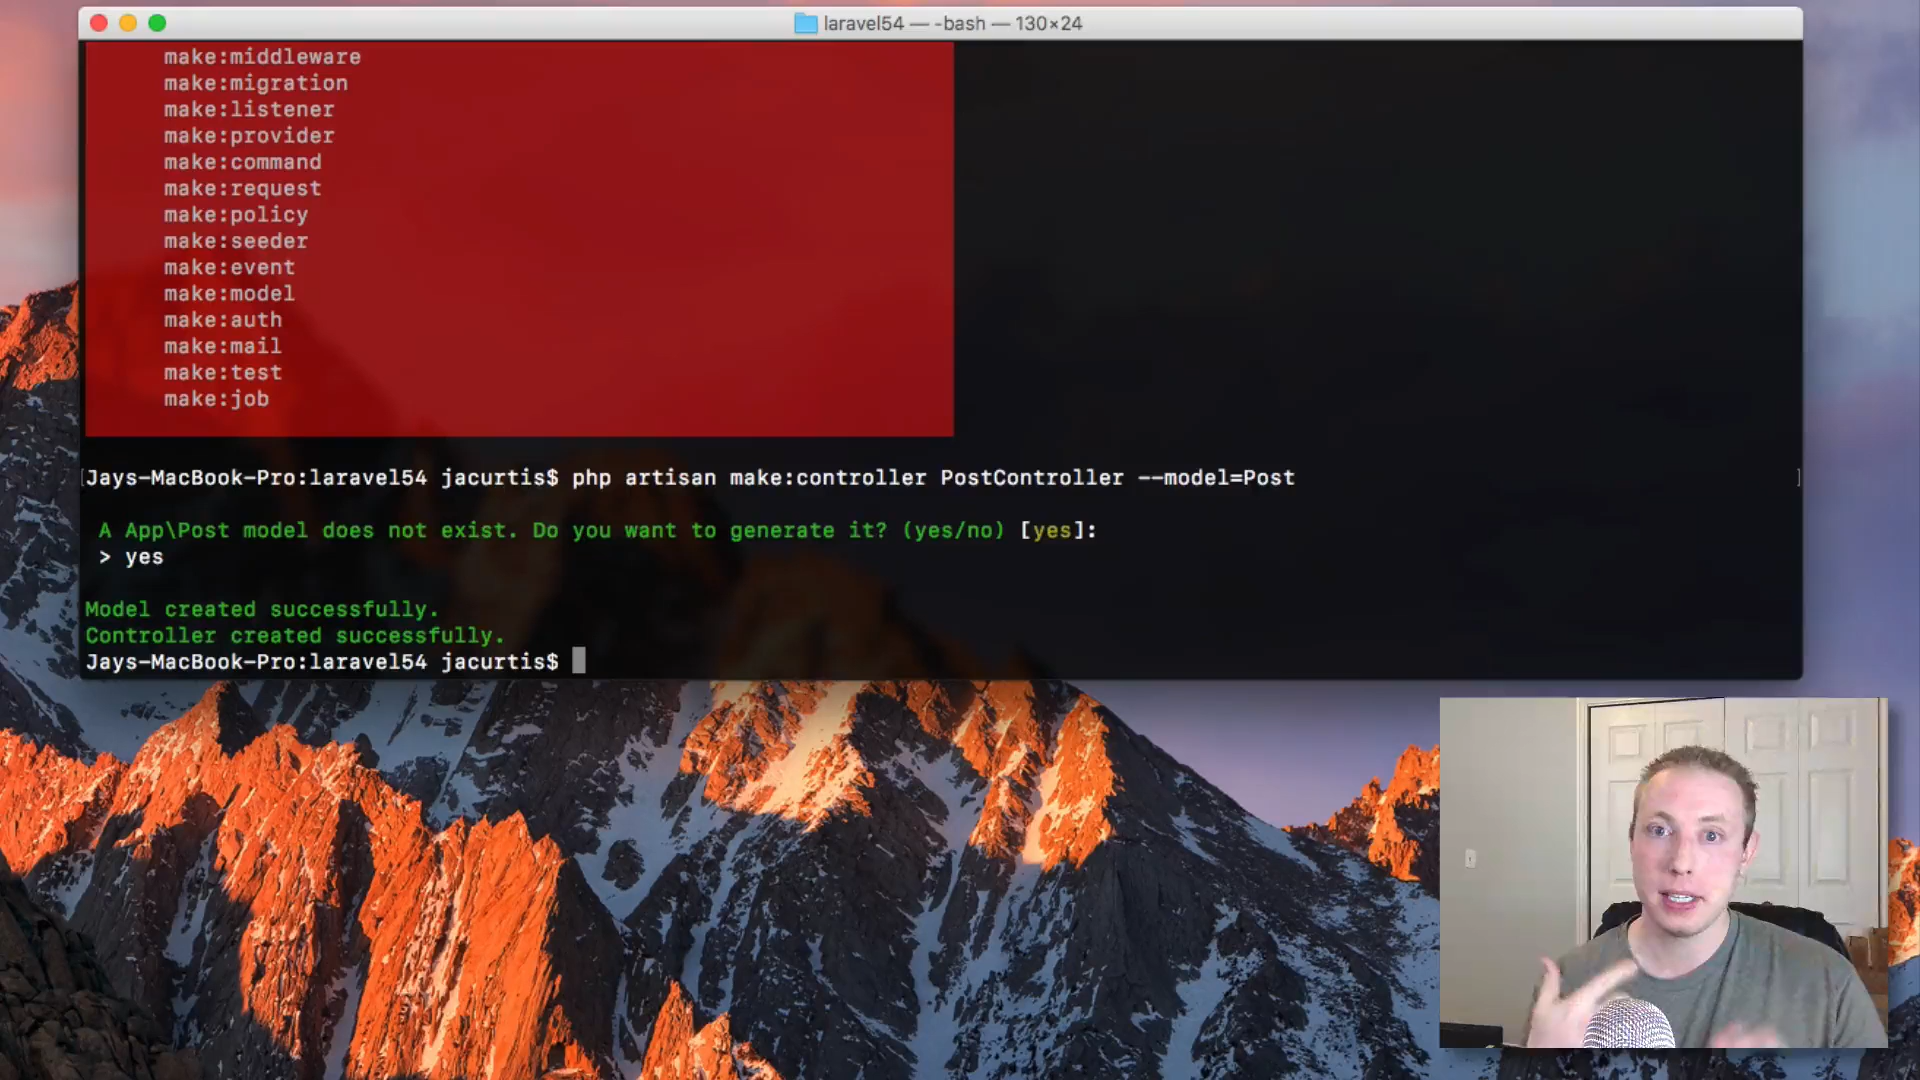 laravel54 — -bash — 130×24
make:middleware
make:migration
make:listener
make:provider
make:command
make:request
make:policy
make:seeder
make:event
make:model
make:auth
make:mail
make:test
make:job
[Jays-MacBook-Pro:laravel54 jacurtis$ php artisan make:controller PostController --model=Post ]
A App\Post model does not exist. Do you want to generate it? (yes/no) [yes]:
> yes
Model created successfully.
Controller created successfully.
Jays-MacBook-Pro:laravel54 jacurtis$